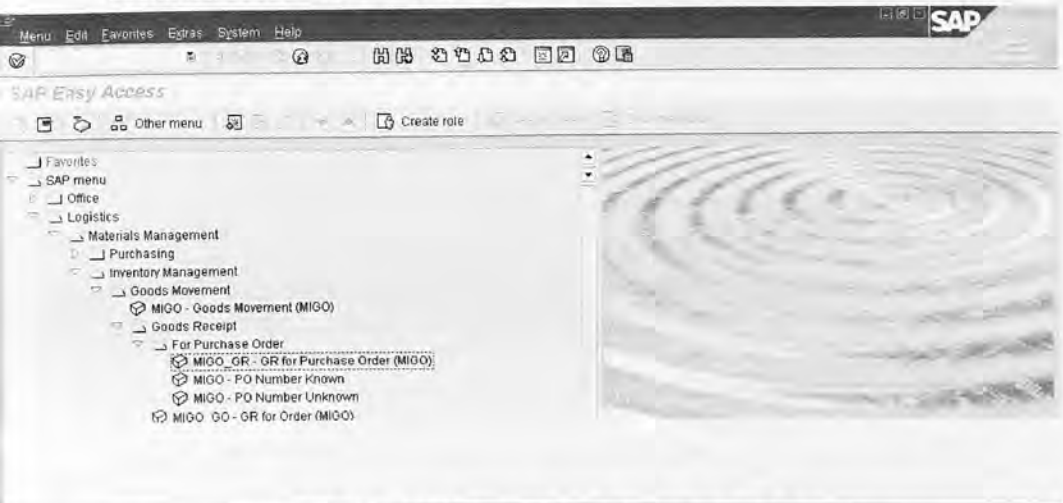 SAP
Menu Edit Favorites Extras System Help
SAP Easy Access
Other menu Create role
Favorites
SAP menu
Office
Logistics
Materials Management
Purchasing
Inventory Management
Goods Movement
MIGO - Goods Movement (MIGO)
Goods Receipt
For Purchase Order
MIGO_GR - GR for Purchase Order (MIGO)
MIGO - PO Number Known
MIGO - PO Number Unknown
MIGO_GO - GR for Order (MIGO)